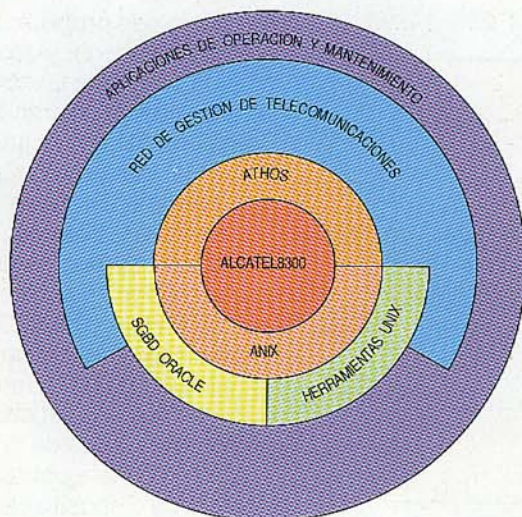 APLICACIONES DE OPERACION Y MANTENIMIENTO
RED DE GESTION DE TELECOMUNICACIONES
ATHOS
ALCATEL8300
ANIX
SGBD ORACLE
HERRAMIENTAS UNIX